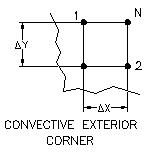 1 N
ΔY
2
ΔX
CONVECTIVE EXTERIOR
CORNER